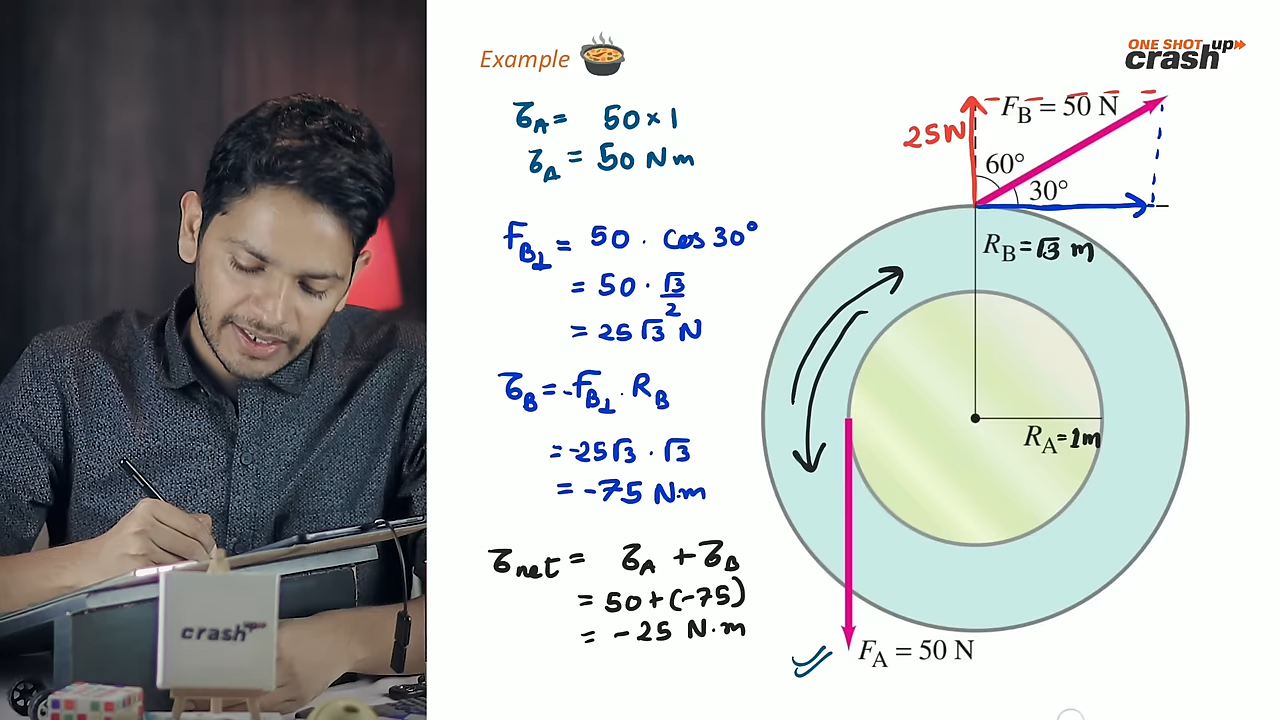 Example
ONE SHOT
crash up
τA = 50 × 1
τA = 50 Nm
FB⊥ = 50 . cos 30°
= 50 . √3/2
= 25√3 N
τB = -FB⊥ . RB
= -25√3 . √3
= -75 N.m
τnet = τA + τB
= 50 + (-75)
= -25 N.m
FB = 50 N
25N
60°
30°
RB = √3 m
RA = 1m
FA = 50 N
crash up